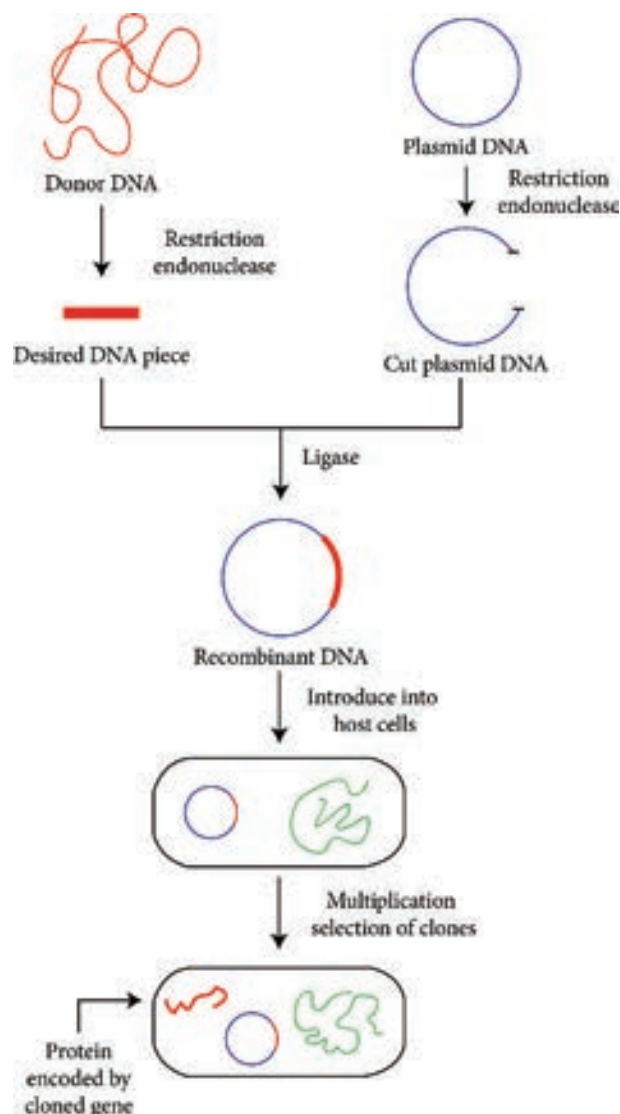 Donor DNA
Plasmid DNA
Restriction
endonuclease
Restriction
endonuclease
Desired DNA piece
Cut plasmid DNA
Ligase
Recombinant DNA
Introduce into
host cells
Multiplication
selection of clones
Protein
encoded by
cloned gene